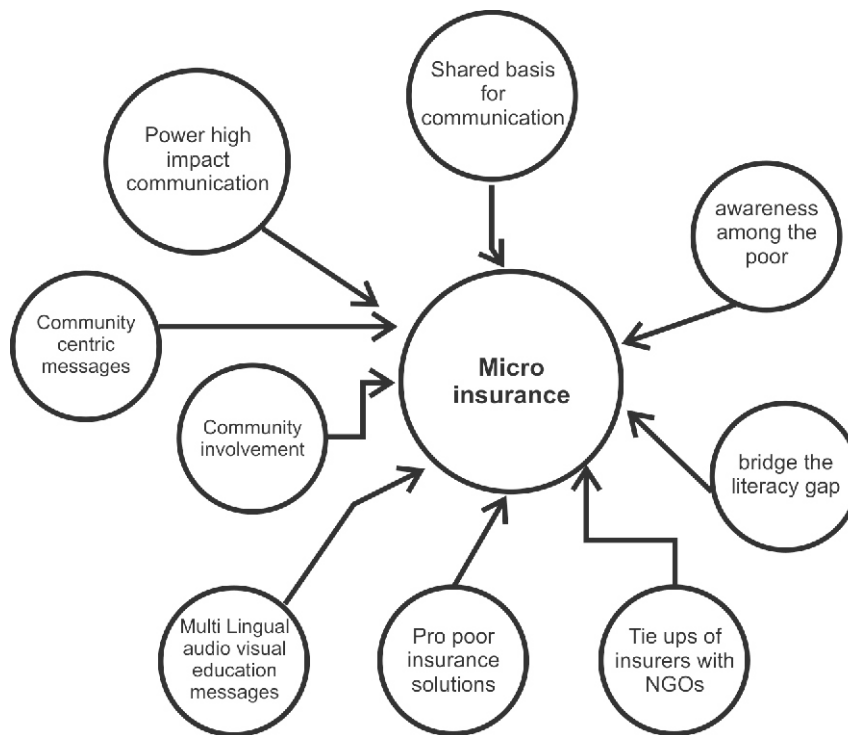 Shared basis
for
communication
Power high
impact
communication
awareness
among the
poor
Community
centric
messages
Micro
insurance
Community
involvement
bridge the
literacy gap
Multi Lingual
audio visual
education
messages
Pro poor
insurance
solutions
Tie ups of
insurers with
NGOs